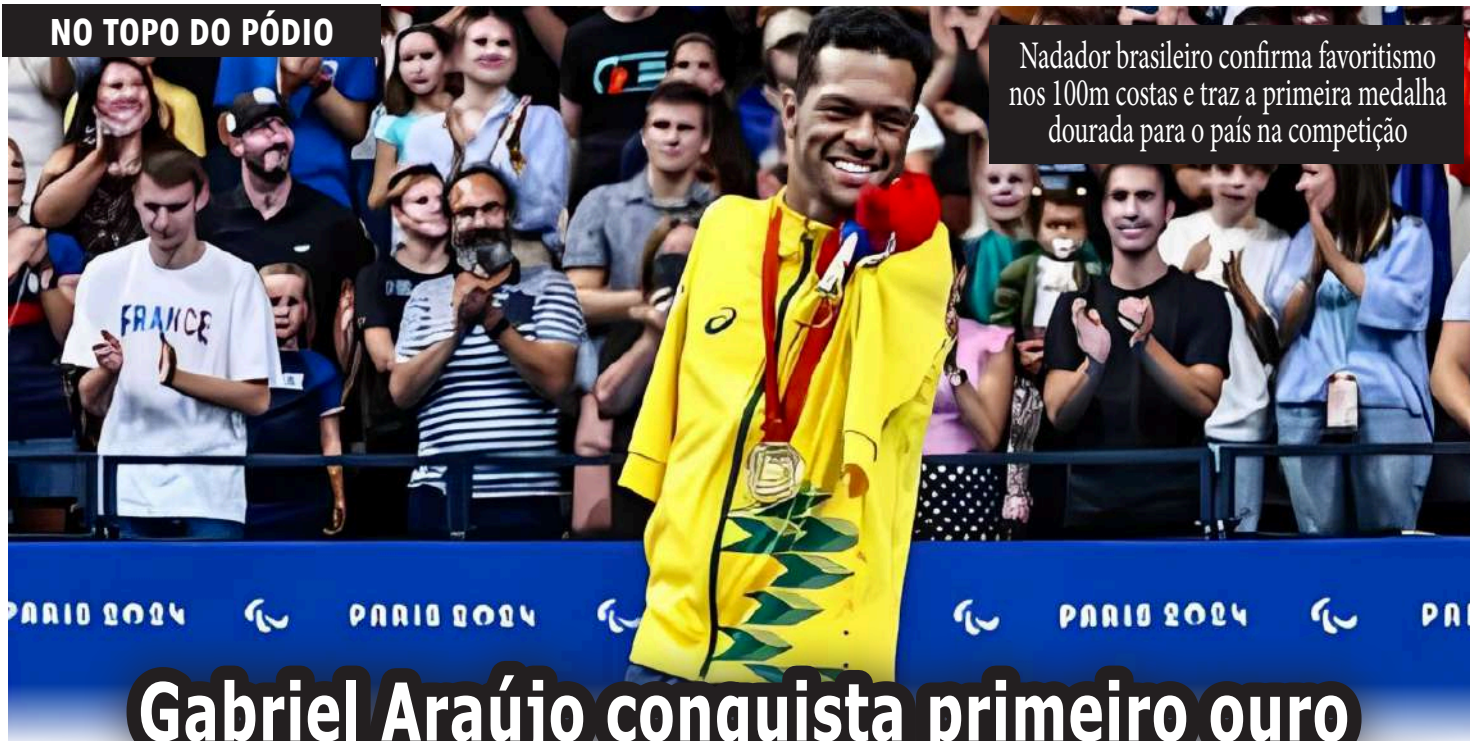 NO TOPO DO PÓDIO
Nadador brasileiro confirma favoritismo
nos 100m costas e traz a primeira medalha
dourada para o país na competição
FRANCE
PARIS 2024 PARIS 2024 PARIS 2024
Gabriel Araújo conquista primeiro ouro